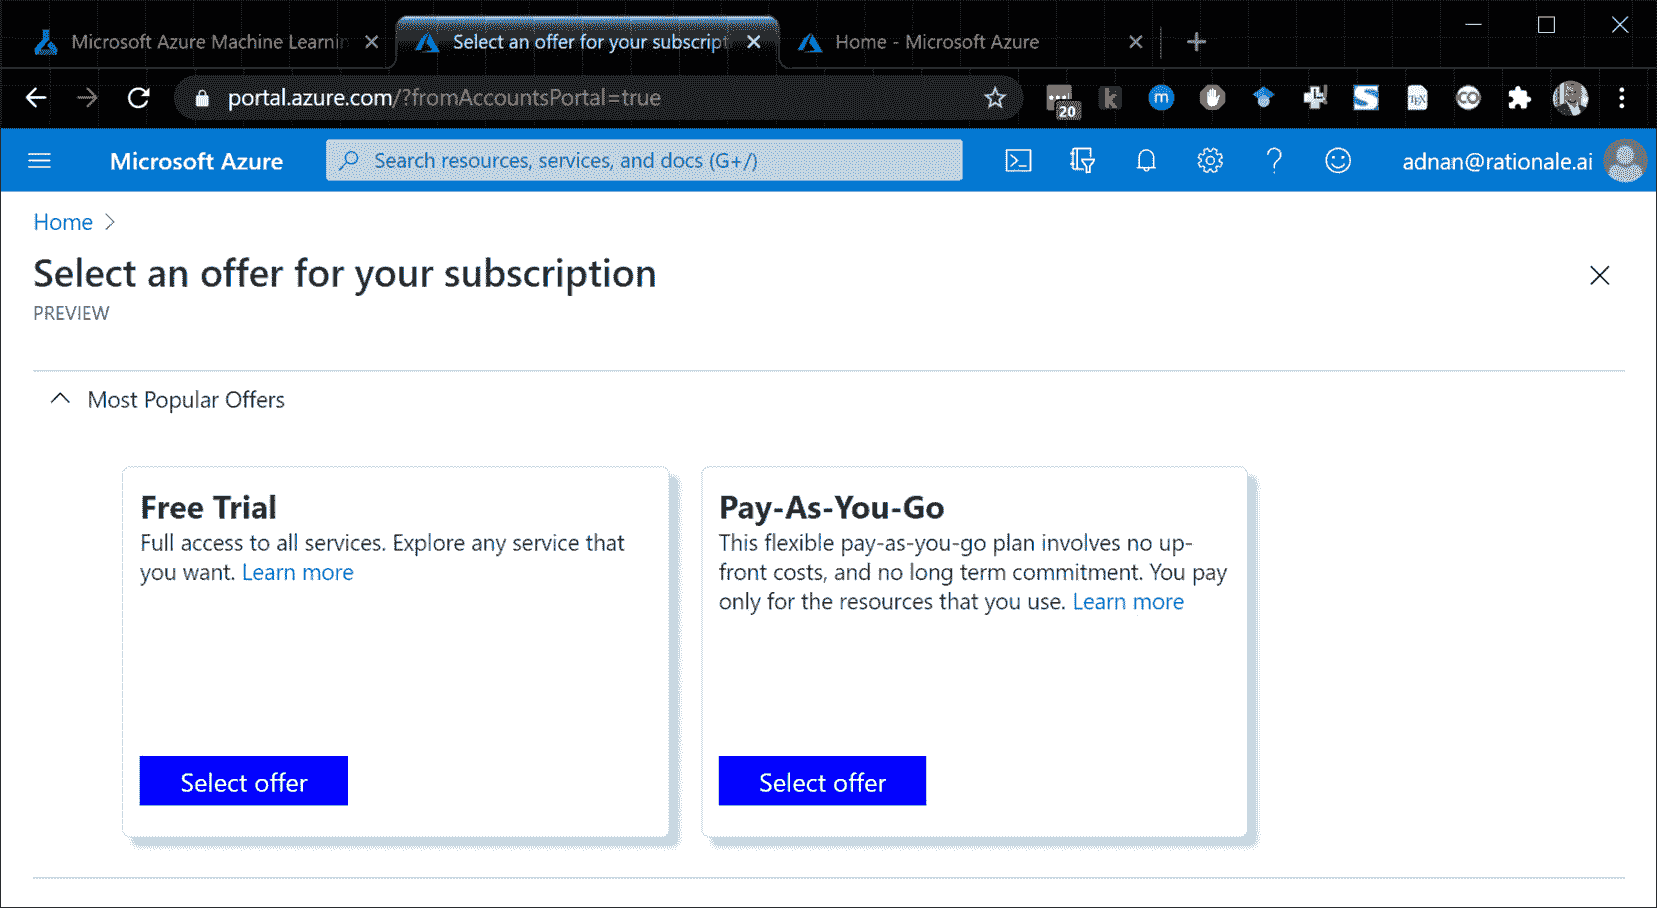 Microsoft Azure Machine Learnin
Select an offer for your subscript
Home - Microsoft Azure
portal.azure.com/?fromAccountsPortal=true
20
k
m
S
TEX
CO
Microsoft Azure
Search resources, services, and docs (G+/)
adnan@rationale.ai
Home
Select an offer for your subscription
PREVIEW
Most Popular Offers
Free Trial
Full access to all services. Explore any service that
you want. Learn more
Select offer
Pay-As-You-Go
This flexible pay-as-you-go plan involves no up-
front costs, and no long term commitment. You pay
only for the resources that you use. Learn more
Select offer